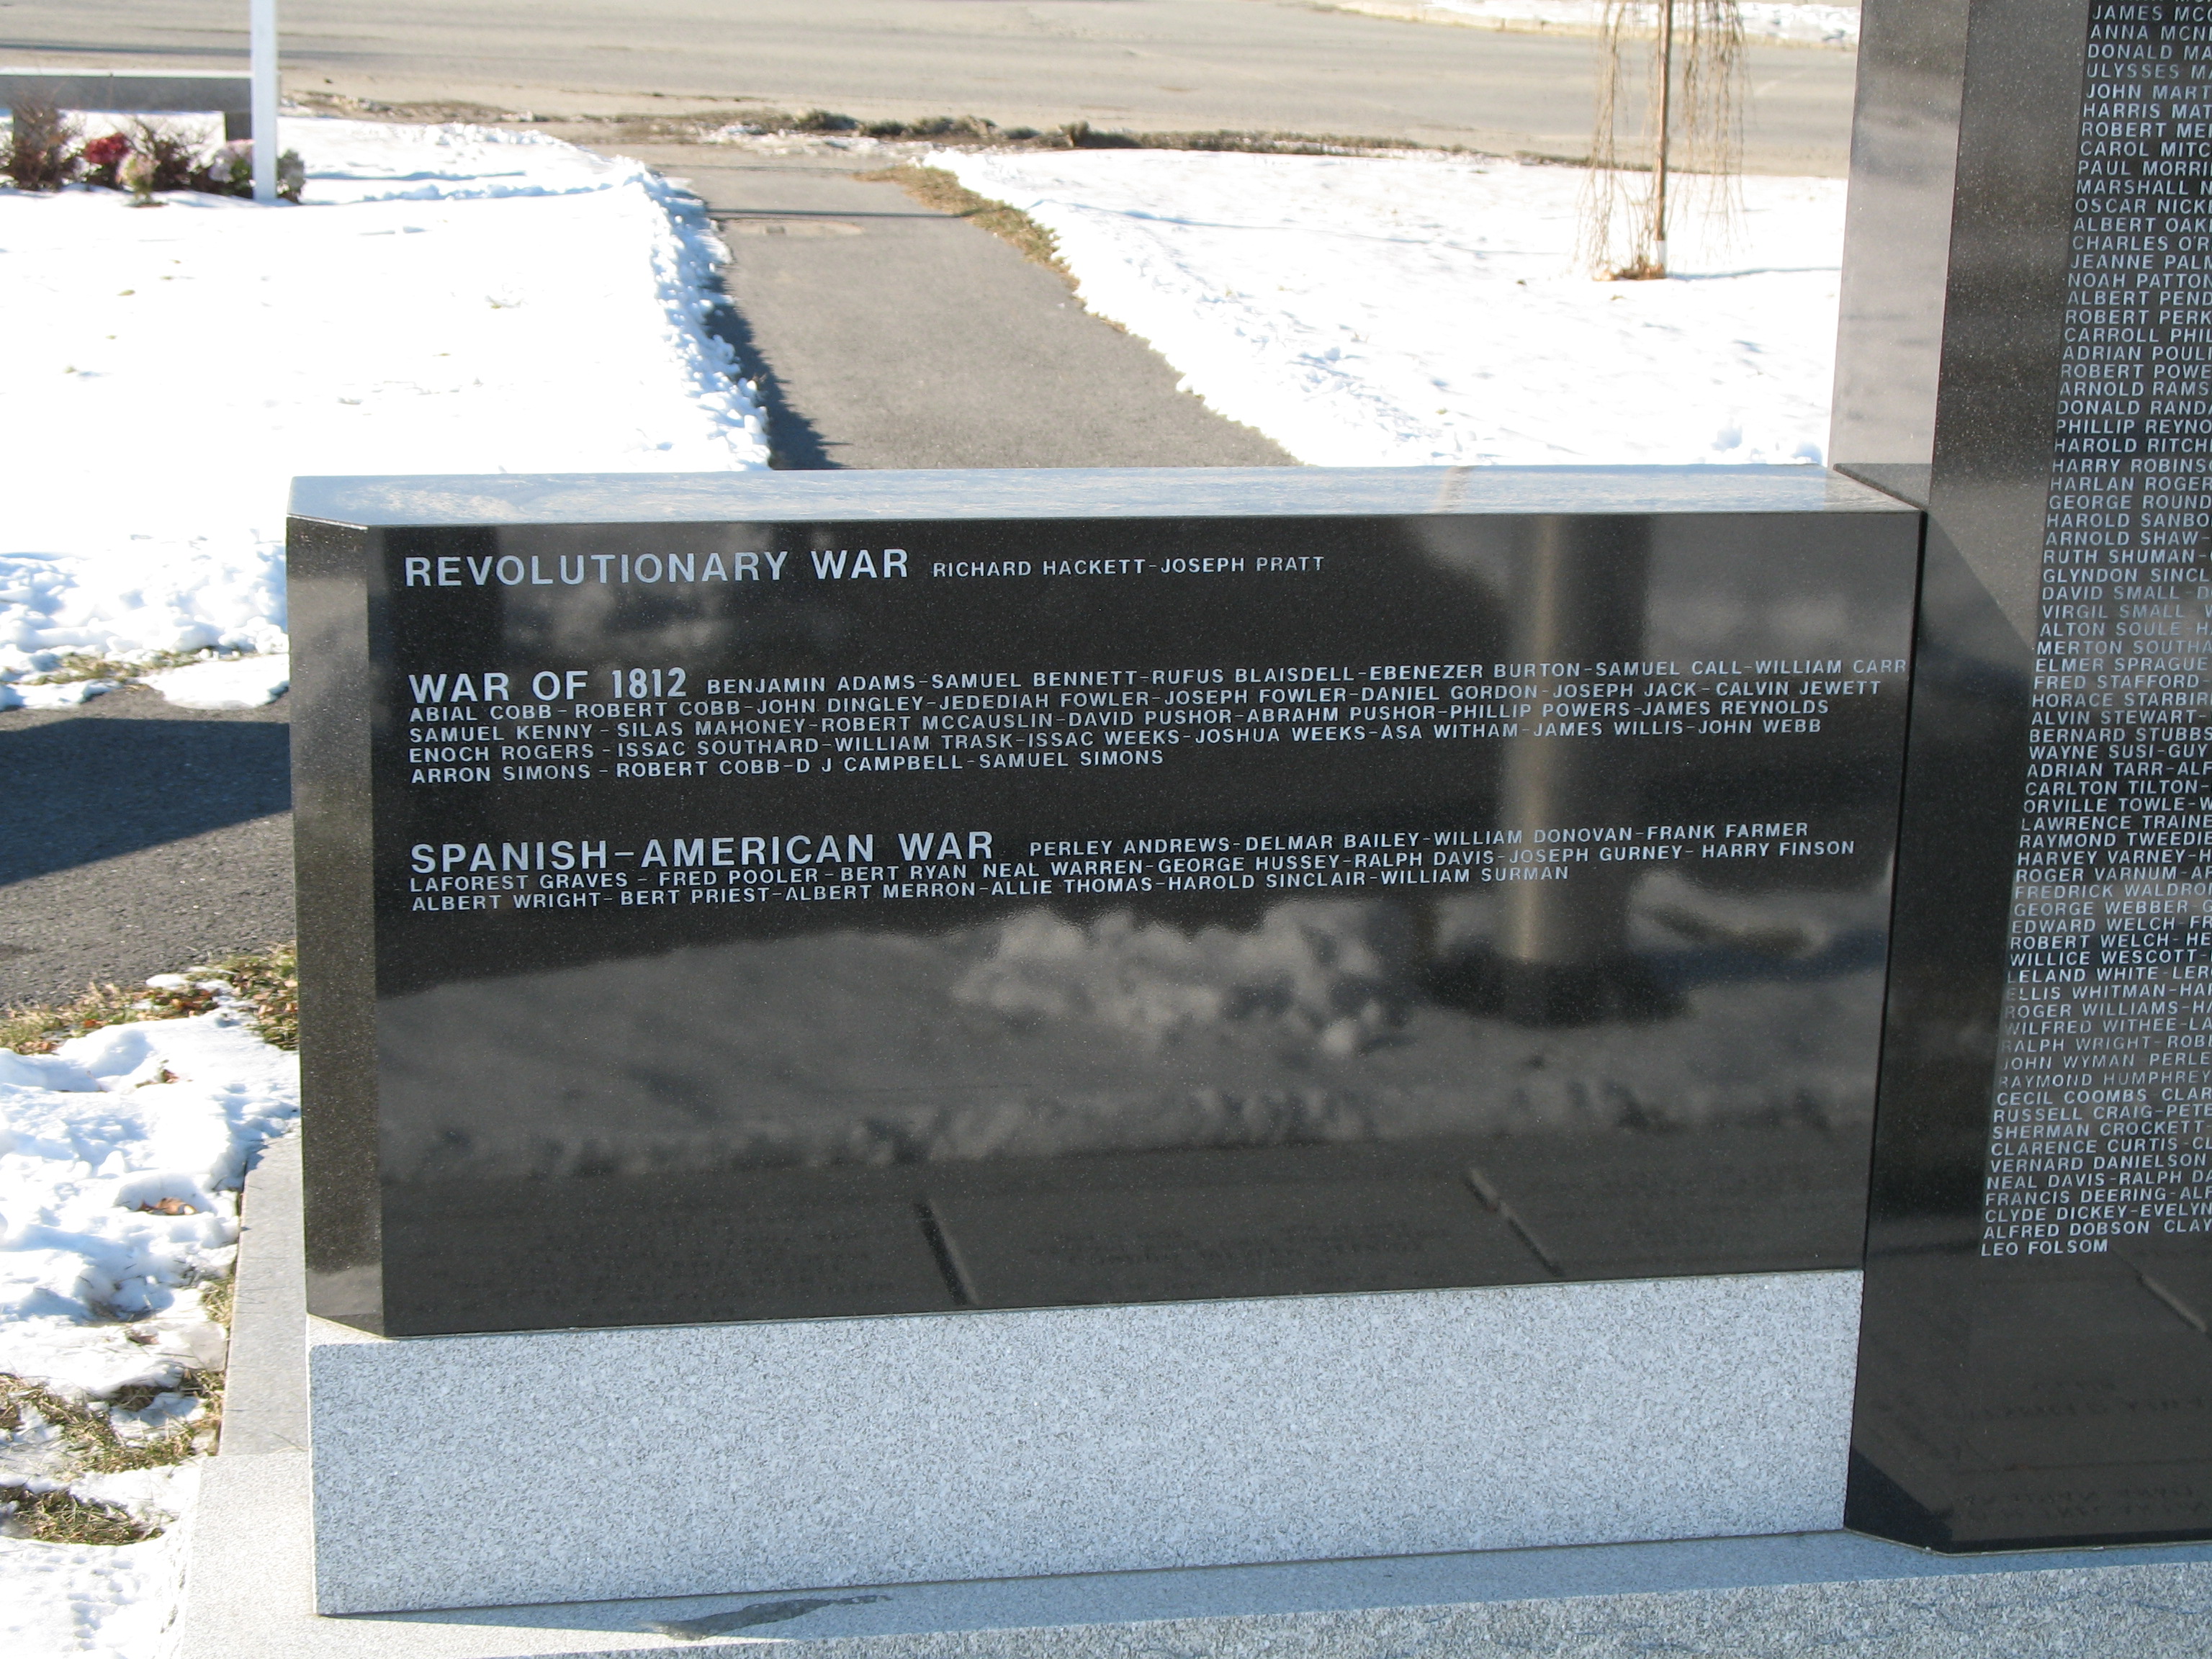 REVOLUTIONARY WAR RICHARD HACKETT-JOSEPH PRATT
WAR OF 1812 BENJAMIN ADAMS-SAMUEL BENNETT-RUFUS BLAISDELL-EBENEZER BURTON-SAMUEL CALL-WILLIAM CARR
ABIAL COBB-ROBERT COBB-JOHN DINGLEY-JEDEDIAH FOWLER-JOSEPH FOWLER-DANIEL GORDON-JOSEPH JACK-CALVIN JEWETT
SAMUEL KENNY-SILAS MAHONEY-ROBERT MCCAUSLIN-DAVID PUSHOR-ABRAHM PUSHOR-PHILLIP POWERS-JAMES REYNOLDS
ENOCH ROGERS-ISSAC SOUTHARD-WILLIAM TRASK-ISSAC WEEKS-JOSHUA WEEKS-ASA WITHAM-JAMES WILLIS-JOHN WEBB
ARRON SIMONS-ROBERT COBB-D J CAMPBELL-SAMUEL SIMONS
SPANISH-AMERICAN WAR PERLEY ANDREWS-DELMAR BAILEY-WILLIAM DONOVAN-FRANK FARMER
LAFOREST GRAVES-FRED POOLER-BERT RYAN NEAL WARREN-GEORGE HUSSEY-RALPH DAVIS-JOSEPH GURNEY-HARRY FINSON
ALBERT WRIGHT-BERT PRIEST-ALBERT MERRON-ALLIE THOMAS-HAROLD SINCLAIR-WILLIAM SURMAN
JAMES
ANNA
DONALD
ULYSSES
JOHN
HARRIS
ROBERT
CAROL
PAUL
MARSHALL
OSCAR
ALBERT
CHARLES
JEANNE
NOAH PATTON
ALBERT
ROBERT
CARROLL
ADRIAN
ROBERT
ARNOLD
DONALD
PHILLIP
HAROLD
HARRY
HARLAN
GEORGE
HAROLD
ARNOLD SHAW-
RUTH SHUMAN-
GLYNDON
DAVID SMALL-
VIRGIL SMALL
ALTON SOULE-
MERTON
ELMER SPRAGUE
FRED STAFFORD-
HORACE
ALVIN STEWART-
BERNARD STUBBS
WAYNE SUSI-GUY
ADRIAN TARR-
CARLTON TILTON-
ORVILLE TOWLE-
LAWRENCE
RAYMOND
HARVEY VARNEY-
ROGER VARNUM-
FREDRICK
GEORGE WEBBER-
EDWARD WELCH-
ROBERT WELCH-
WILLICE WESCOTT-
LELAND WHITE-
ELLIS WHITMAN-
ROGER WILLIAMS-
WILFRED WITHEE-
RALPH WRIGHT-
JOHN WYMAN
RAYMOND HUMPHREY
CECIL COOMBS
RUSSELL CRAIG-
SHERMAN CROCKETT
CLARENCE CURTIS-
VERNARD DANIELSON
NEAL DAVIS-RALPH
FRANCIS DEERING-
CLYDE DICKEY-EVELYN
ALFRED DOBSON
LEO FOLSOM